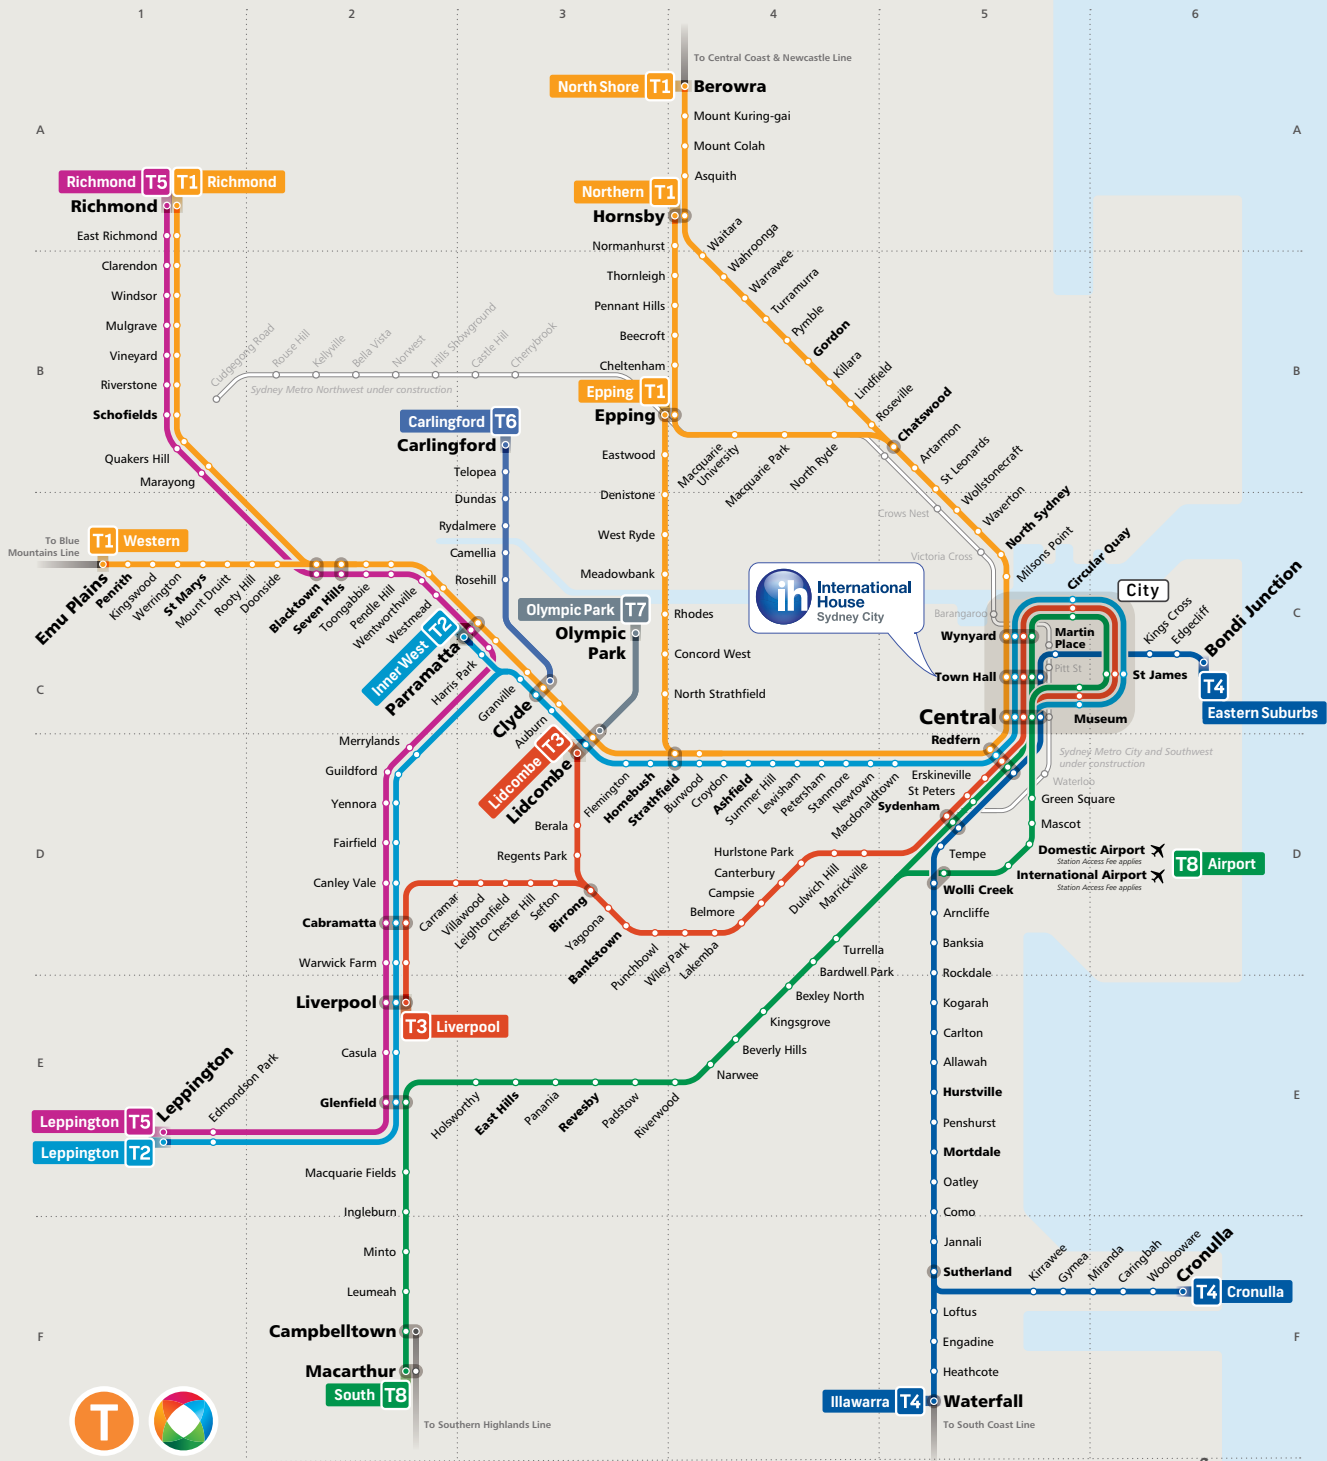 1 2 3 4 5 6
To Central Coast & Newcastle Line
North Shore T1 Berowra
Mount Kuring-gai
A A
Mount Colah
Asquith
Richmond T5 T1 Richmond
Northern T1
Richmond
Hornsby
East Richmond
Normanhurst
Waitara
Wahroonga
Warrawee
Turramurra
Pymble
Gordon
Killara
Lindfield
Roseville
Chatswood
Artarmon
St Leonards
Wollstonecraft
Waverton
North Sydney
Milsons Point
Clarendon
Windsor
Mulgrave
Vineyard
Riverstone
Schofields
Quakers Hill
Marayong
Thornleigh
Pennant Hills
Beecroft
Cheltenham
B B
Epping T1
Epping
Cudgegong Road
Rouse Hill
Kellyville
Bella Vista
Norwest
Hills Showground
Castle Hill
Cherrybrook
Sydney Metro Northwest under construction
Carlingford T6
Carlingford
Telopea
Dundas
Rydalmere
Camellia
Rosehill
Eastwood
Denistone
West Ryde
Meadowbank
Rhodes
Concord West
North Strathfield
Macquarie
University
Macquarie Park
North Ryde
Crows Nest
Victoria Cross
Barangaroo
To Blue
Mountains Line
T1 Western
Emu Plains
Penrith
Kingswood
Werrington
St Marys
Mount Druitt
Rooty Hill
Doonside
Blacktown
Seven Hills
Toongabbie
Pendle Hill
Wentworthville
Westmead
Inner West T2
Parramatta
Harris Park
Granville
Clyde
Auburn
Lidcombe T3
Lidcombe
Olympic Park T7
Olympic
Park
ih International
House
Sydney City
Circular Quay
City
C C
Wynyard
Martin
Place
Pitt St
Town Hall
St James
Central
Museum
Redfern
Kings Cross
Edgecliff
Bondi Junction
T4
Eastern Suburbs
Sydney Metro City and Southwest
under construction
Waterloo
Merrylands
Guildford
Yennora
Fairfield
Canley Vale
Cabramatta
Warwick Farm
Liverpool
T3 Liverpool
Casula
Glenfield
Flemington
Homebush
Strathfield
Burwood
Croydon
Ashfield
Summer Hill
Lewisham
Petersham
Stanmore
Newtown
Macdonaldtown
Erskineville
St Peters
Sydenham
Green Square
Mascot
Domestic Airport
Station Access Fee applies
International Airport
Station Access Fee applies
T8 Airport
Tempe
Wolli Creek
D D
Berala
Regents Park
Carramar
Villawood
Leightonfield
Chester Hill
Sefton
Birrong
Yagoona
Bankstown
Punchbowl
Wiley Park
Lakemba
Belmore
Campsie
Canterbury
Hurlstone Park
Dulwich Hill
Marrickville
Turrella
Bardwell Park
Bexley North
Kingsgrove
Beverly Hills
Narwee
Arncliffe
Banksia
Rockdale
Kogarah
Carlton
Allawah
Hurstville
Penshurst
Mortdale
Oatley
Como
Jannali
Sutherland
Loftus
Engadine
Heathcote
E E
Leppington
Edmondson Park
Leppington T5
Leppington T2
Holsworthy
East Hills
Panania
Revesby
Padstow
Riverwood
Macquarie Fields
Ingleburn
Minto
Leumeah
Campbelltown
Macarthur
South T8
To Southern Highlands Line
Kirrawee
Gymea
Miranda
Caringbah
Woolooware
Cronulla
T4 Cronulla
F F
Illawarra T4 Waterfall
To South Coast Line
T